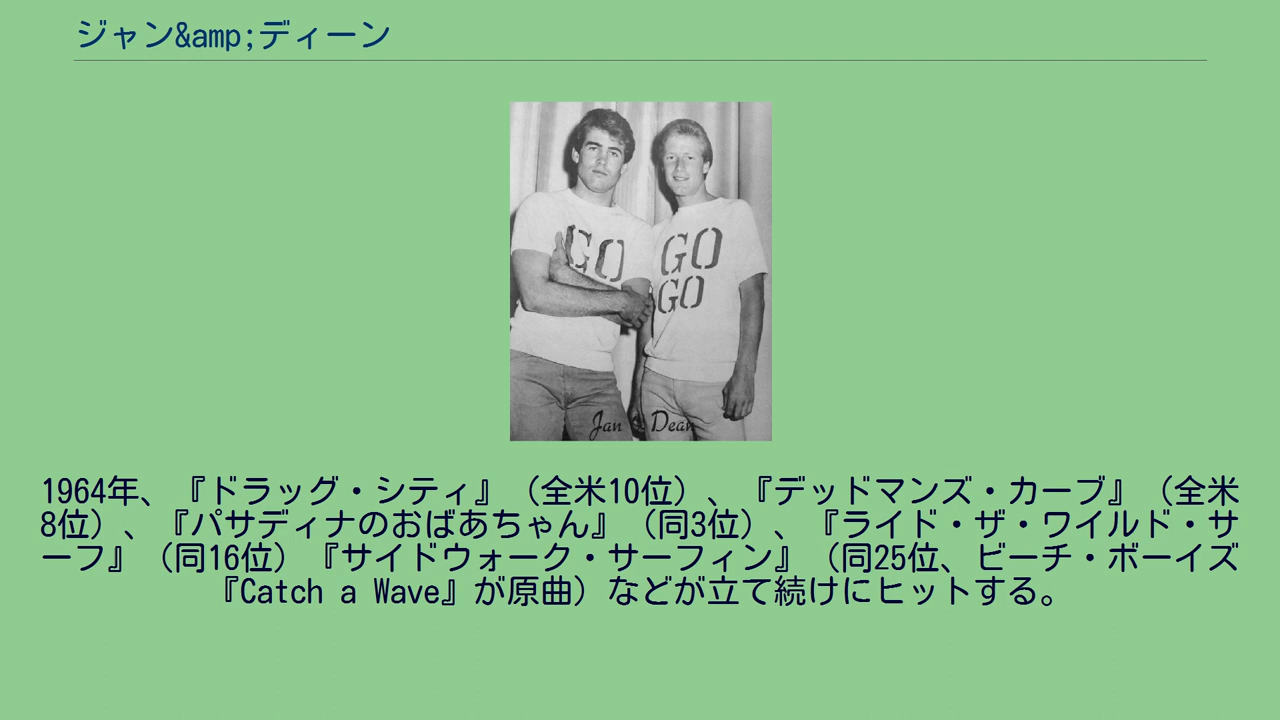 ジャン&amp;ディーン
GO
GO
GO
Jan & Dean
1964年、『ドラッグ・シティ』（全米10位）、『デッドマンズ・カーブ』（全米
8位）、『パサディナのおばあちゃん』（同3位）、『ライド・ザ・ワイルド・サ
ーフ』（同16位）『サイドウォーク・サーフィン』（同25位、ビーチ・ボーイズ
『Catch a Wave』が原曲）などが立て続けにヒットする。